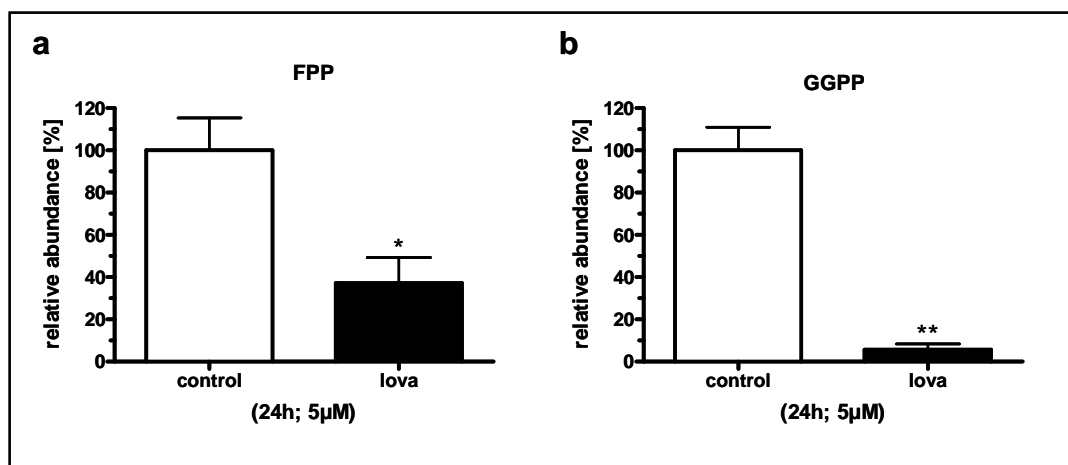 a
FPP
relative abundance [%]
120
100
80
60
40
20
0
*
control
lova
(24h; 5µM)
b
GGPP
relative abundance [%]
120
100
80
60
40
20
0
**
control
lova
(24h; 5µM)